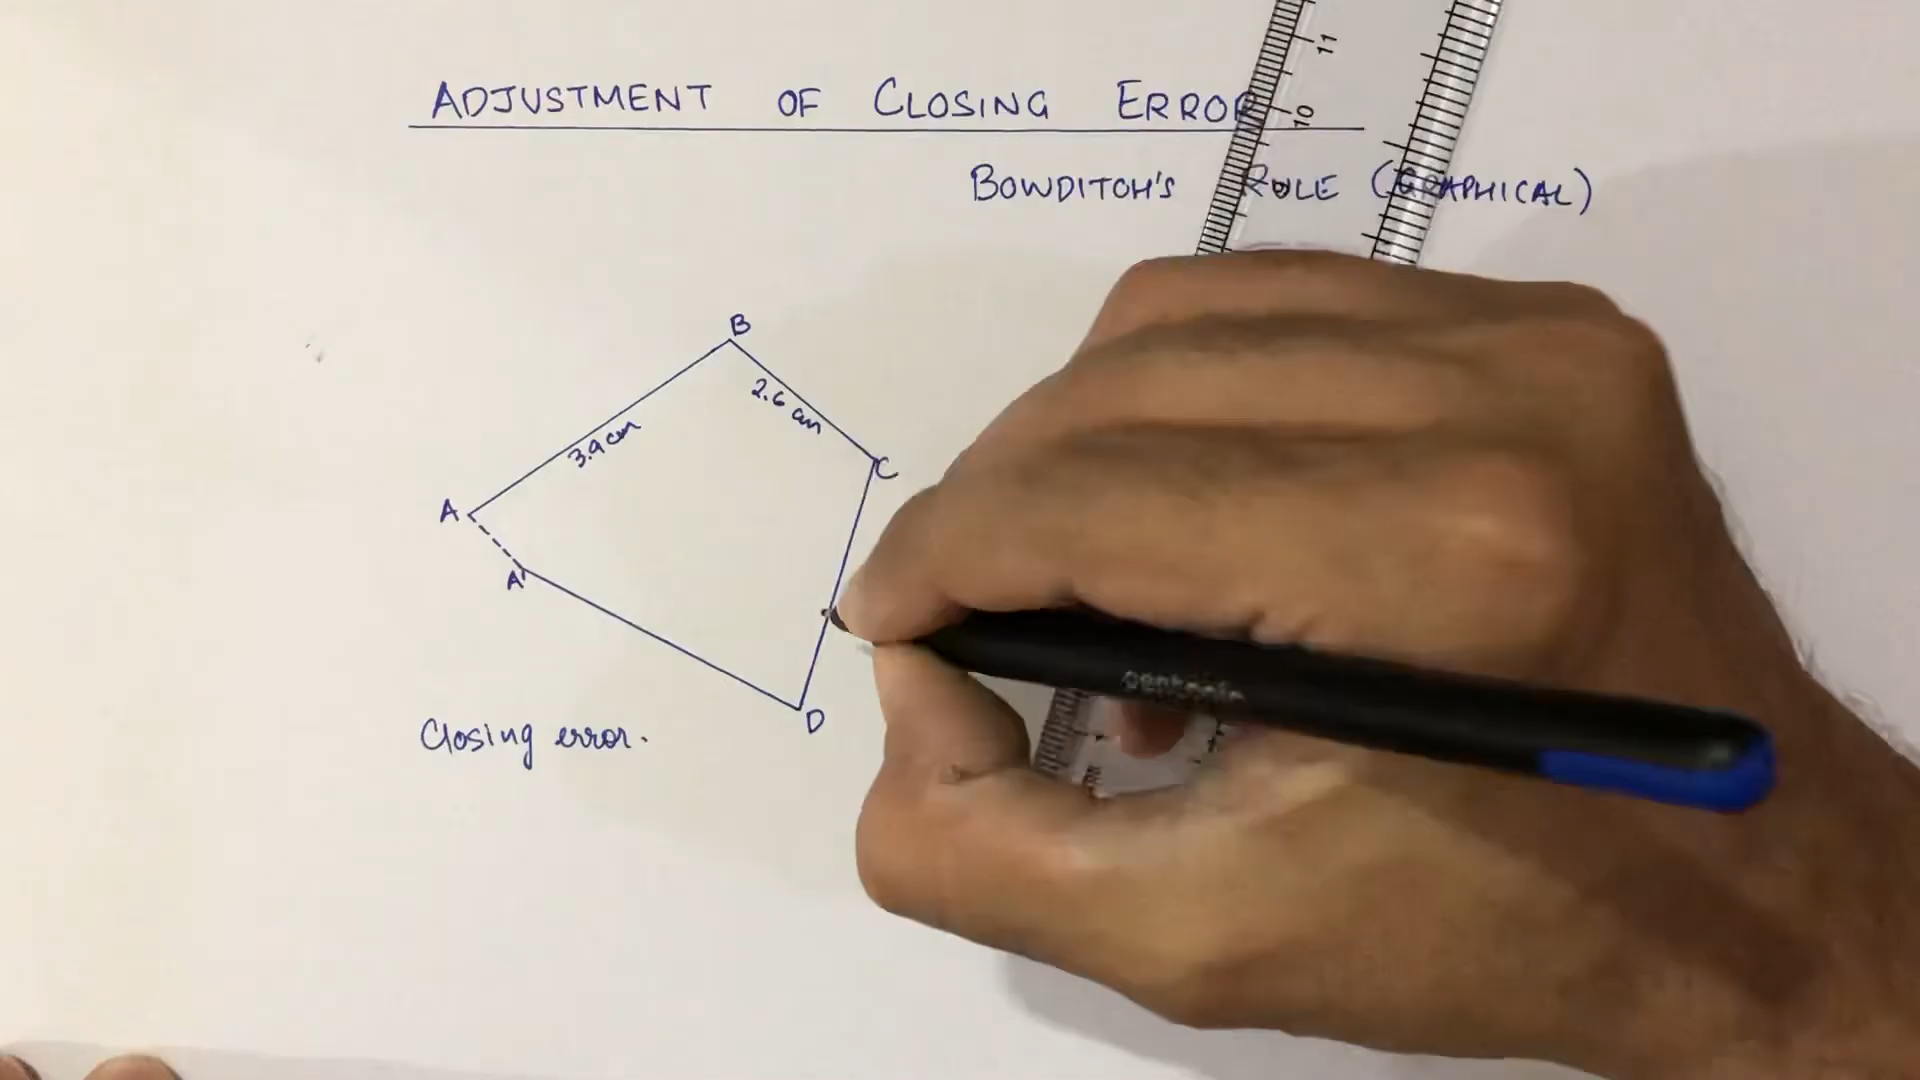 ADJUSTMENT OF CLOSING ERROR
BOWDITCH'S RULE (GRAPHICAL)
11
10
B
2.6 cm
3.9 cm
C
A
A'
D
Closing error.